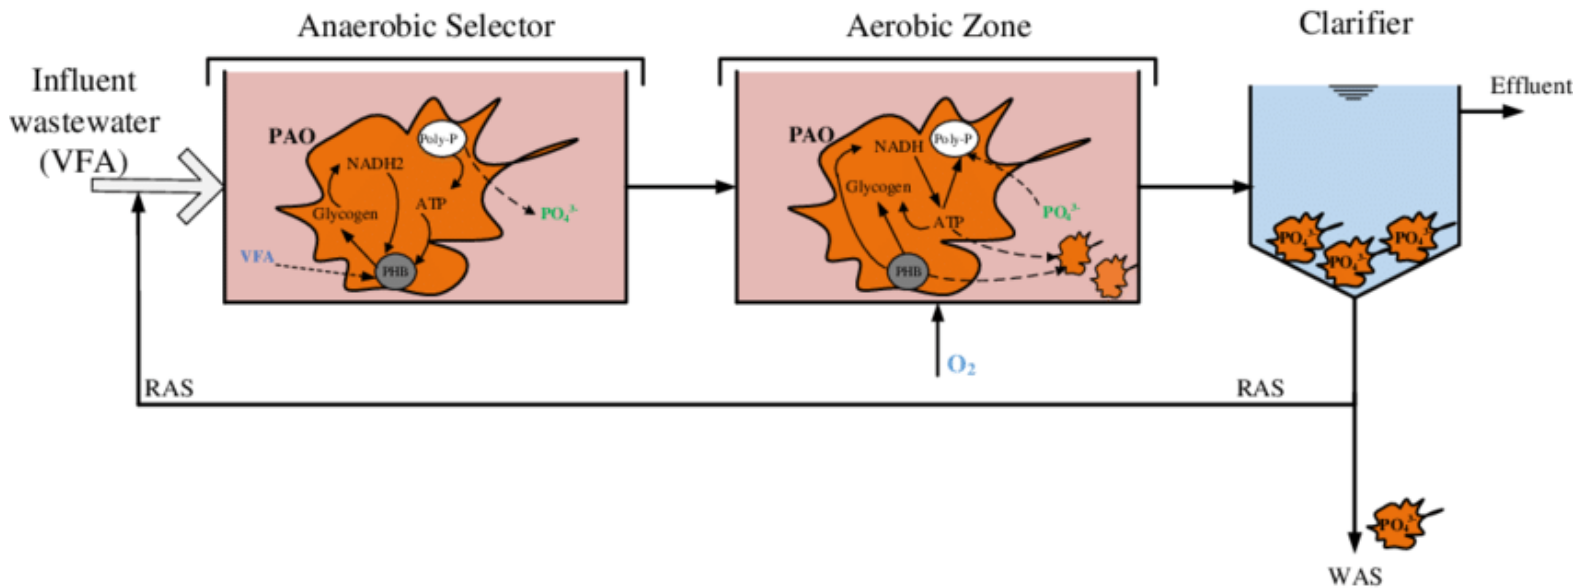 Anaerobic Selector
Aerobic Zone
Clarifier
Influent
wastewater
(VFA)
PAO
Poly-P
NADH2
Glycogen
ATP
PO₄³⁻
VFA
PHB
PAO
NADH
Poly-P
Glycogen
ATP
PO₄³⁻
PHB
O₂
Effluent
PO₄³⁻
PO₄³⁻
PO₄³⁻
RAS
RAS
PO₄³⁻
WAS